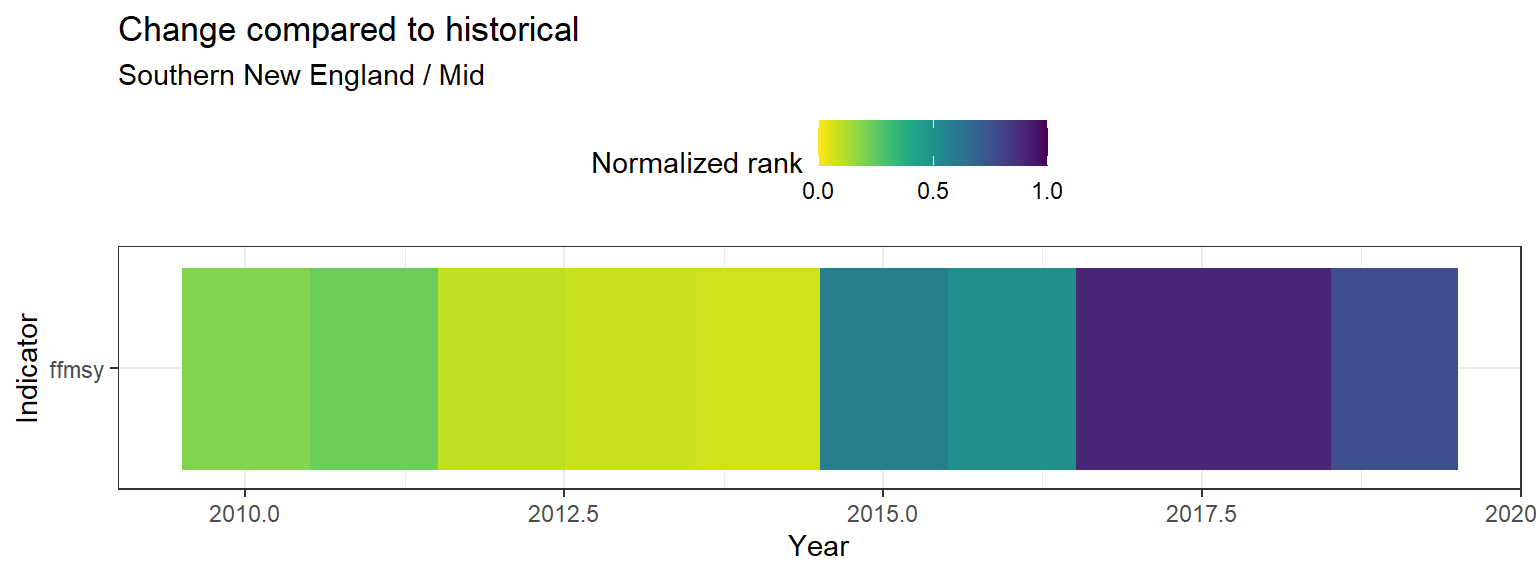 Change compared to historical
Southern New England / Mid
Normalized rank
0.0 0.5 1.0
Indicator
ffmsy
2010.0 2012.5 2015.0 2017.5 2020
Year